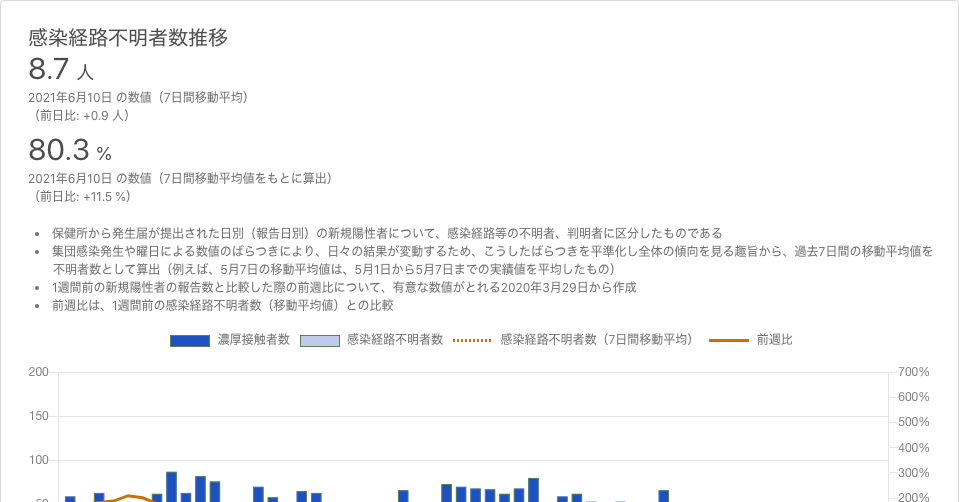 感染経路不明者数推移
8.7 人
2021年6月10日 の数値（7日間移動平均）
（前日比: +0.9 人）
80.3 %
2021年6月10日 の数値（7日間移動平均値をもとに算出）
（前日比: +11.5 %）
• 保健所から発生届が提出された日別（報告日別）の新規陽性者について、感染経路等の不明者、判明者に区分したものである
• 集団感染発生や曜日による数値のばらつきにより、日々の結果が変動するため、こうしたばらつきを平準化し全体の傾向を見る趣旨から、過去7日間の移動平均値を
不明者数として算出（例えば、5月7日の移動平均値は、5月1日から5月7日までの実績値を平均したもの）
• 1週間前の新規陽性者の報告数と比較した際の前週比について、有意な数値がとれる2020年3月29日から作成
• 前週比は、1週間前の感染経路不明者数（移動平均値）との比較
濃厚接触者数 感染経路不明者数 感染経路不明者数（7日間移動平均） 前週比
200 700%
600%
150 500%
400%
100 300%
50 200%